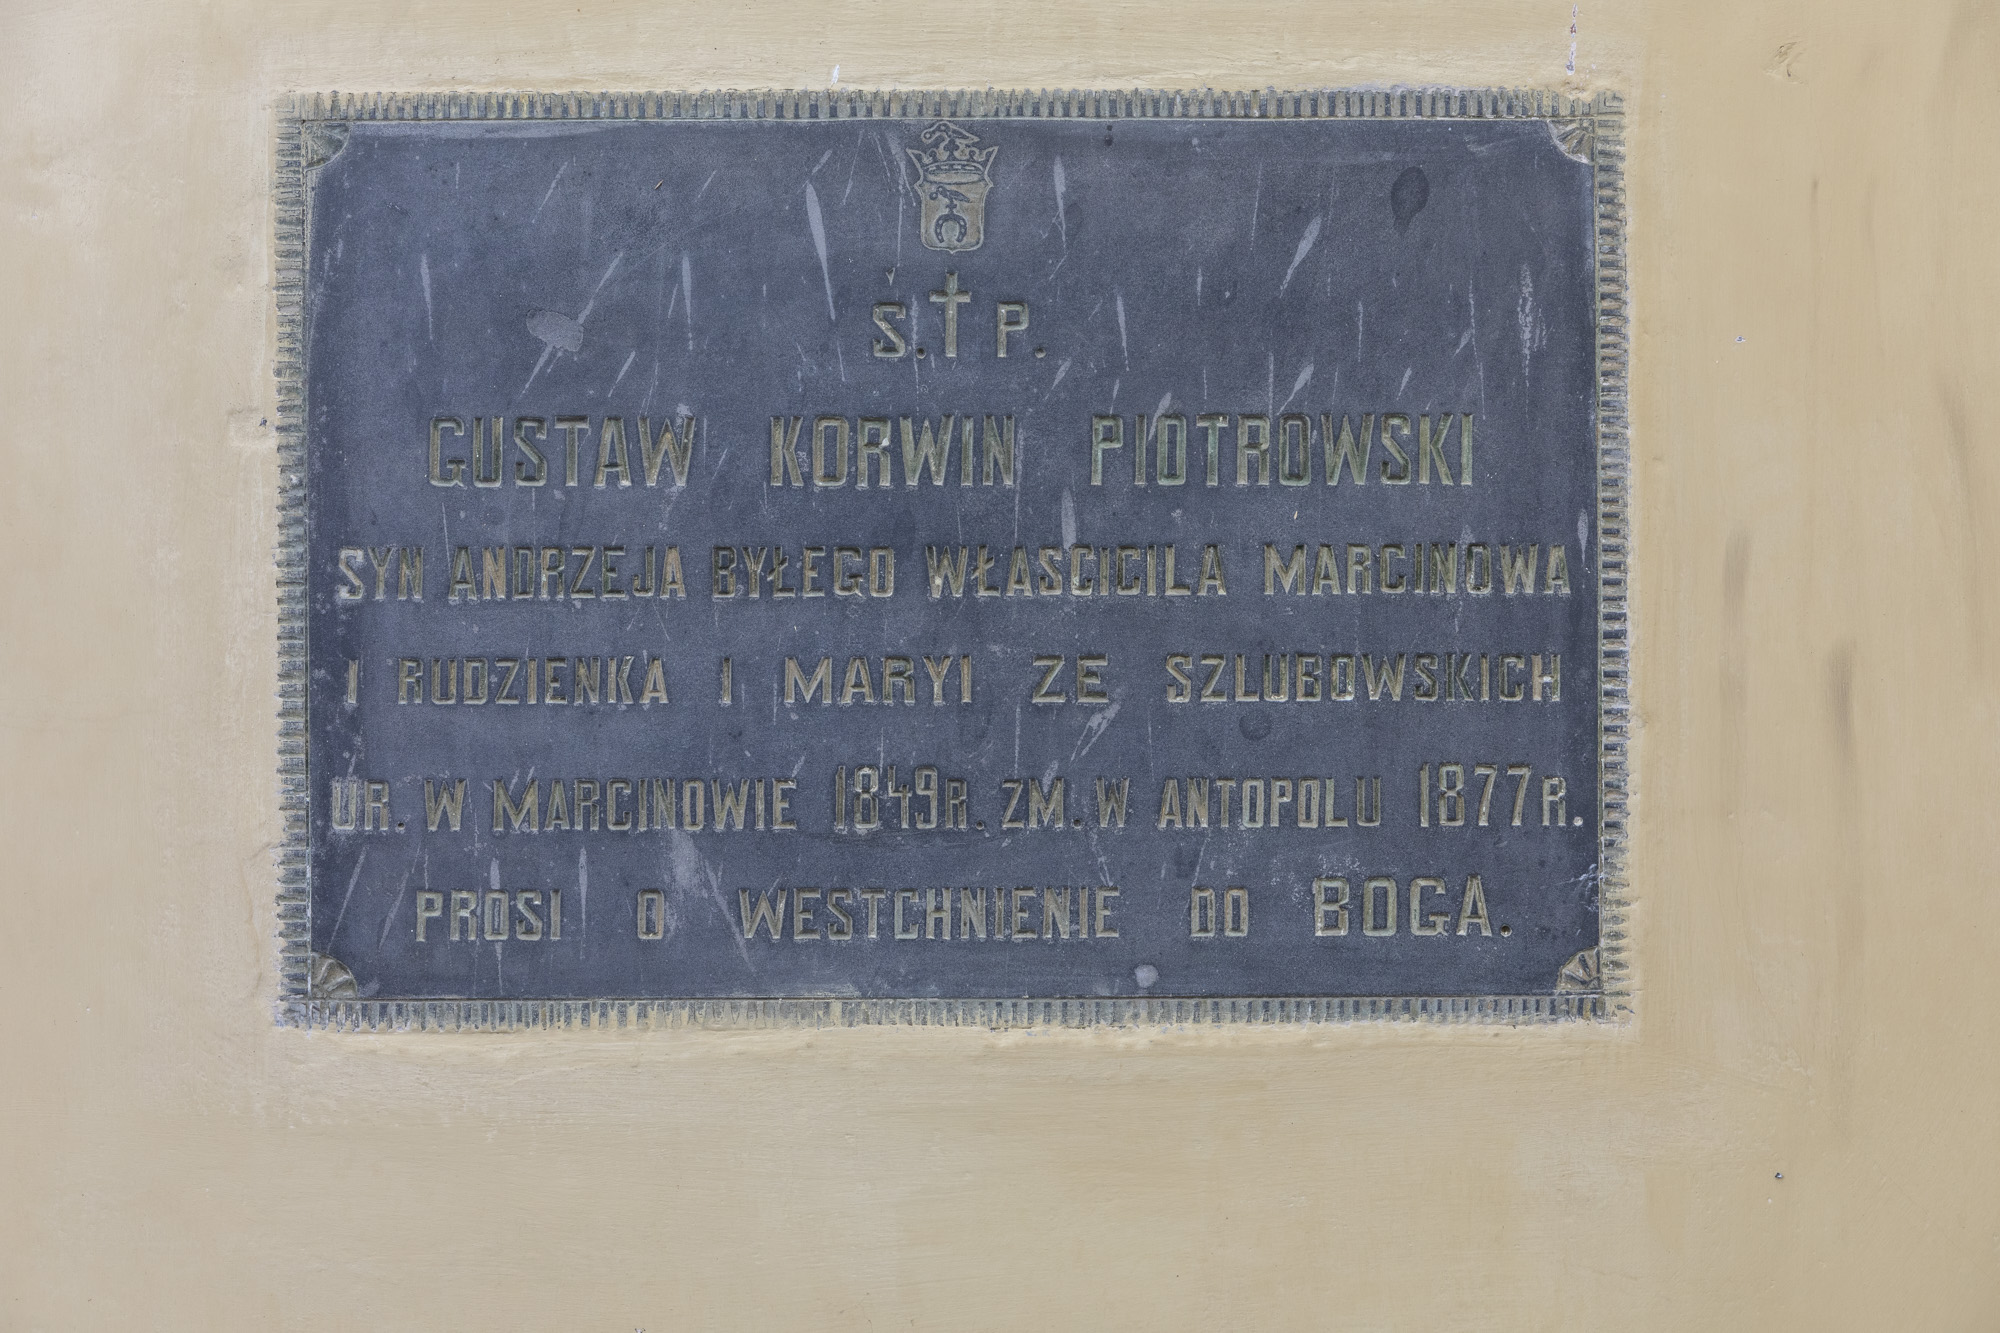 Ś. † P.
GUSTAW KORWIN PIOTROWSKI
SYN ANDRZEJA BYŁEGO WŁAŚCICILA MARCINOWA
I RUDZIENKA I MARYI ZE SZLUBOWSKICH
UR. W MARCINOWIE 1849R. ZM. W ANTOPOLU 1877R.
PROSI O WESTCHNIENIE DO BOGA.